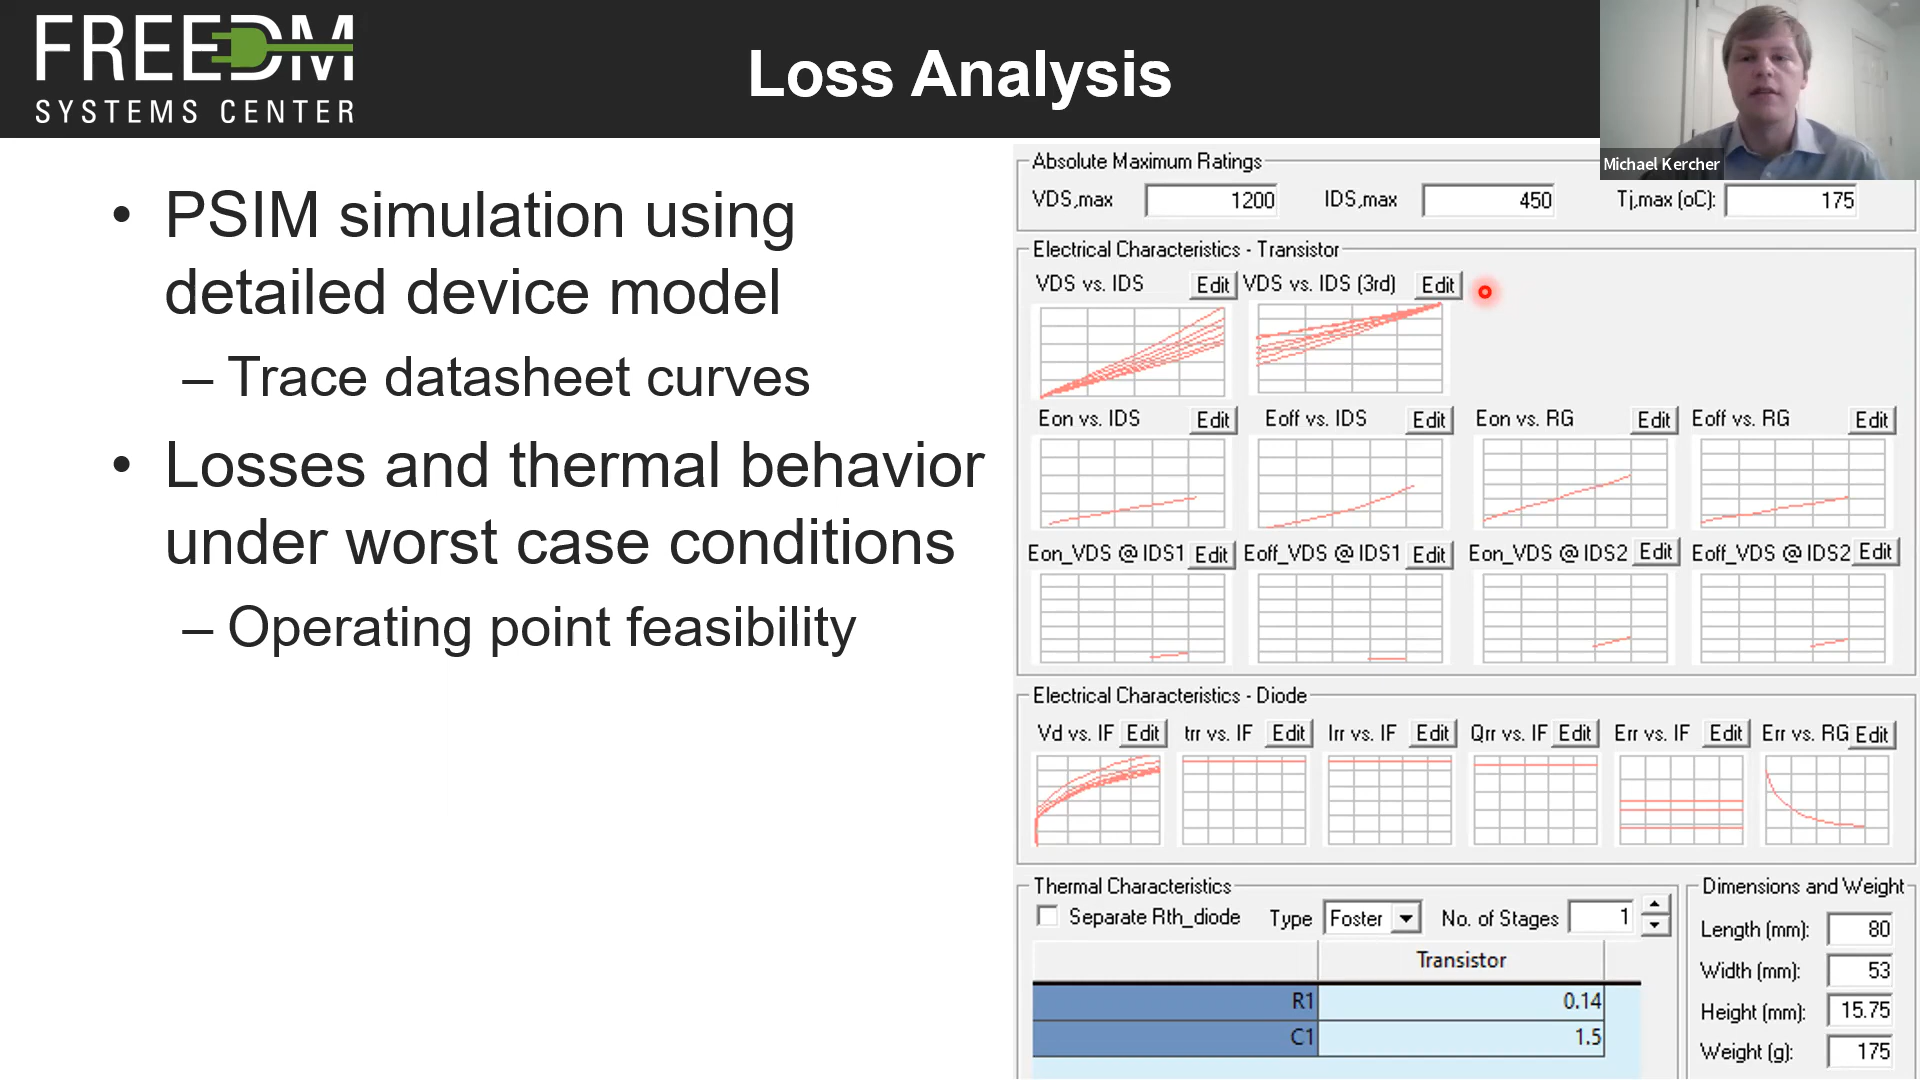 FREEDM
SYSTEMS CENTER
Loss Analysis
Michael Kercher
• PSIM simulation using
detailed device model
– Trace datasheet curves
• Losses and thermal behavior
under worst case conditions
– Operating point feasibility
Absolute Maximum Ratings
VDS,max 1200 IDS,max 450 Tj,max (oC): 175
Electrical Characteristics - Transistor
VDS vs. IDS Edit VDS vs. IDS (3rd) Edit
Eon vs. IDS Edit Eoff vs. IDS Edit Eon vs. RG Edit Eoff vs. RG Edit
Eon_VDS @ IDS1 Edit Eoff_VDS @ IDS1 Edit Eon_VDS @ IDS2 Edit Eoff_VDS @ IDS2 Edit
Electrical Characteristics - Diode
Vd vs. IF Edit trr vs. IF Edit Irr vs. IF Edit Qrr vs. IF Edit Err vs. IF Edit Err vs. RG Edit
Thermal Characteristics
Separate Rth_diode Type Foster No. of Stages 1
Transistor
R1 0.14
C1 1.5
Dimensions and Weight
Length (mm): 80
Width (mm): 53
Height (mm): 15.75
Weight (g): 175